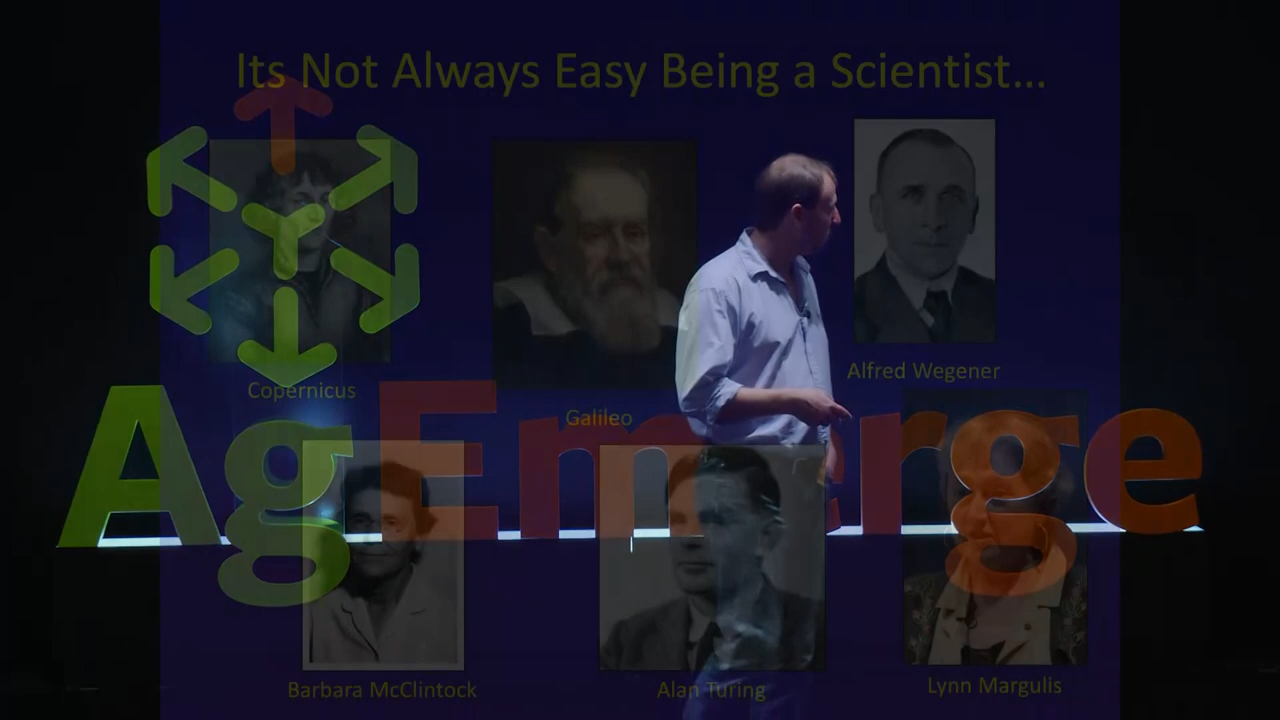 Its Not Always Easy Being a Scientist...
Copernicus
Galileo
Alfred Wegener
AgEmerge
Barbara McClintock
Alan Turing
Lynn Margulis